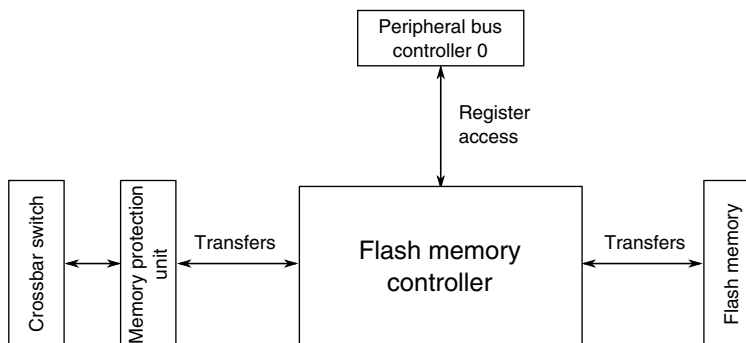 Peripheral bus
controller 0
Register
access
Crossbar switch
Memory protection
unit
Transfers
Flash memory
controller
Transfers
Flash memory